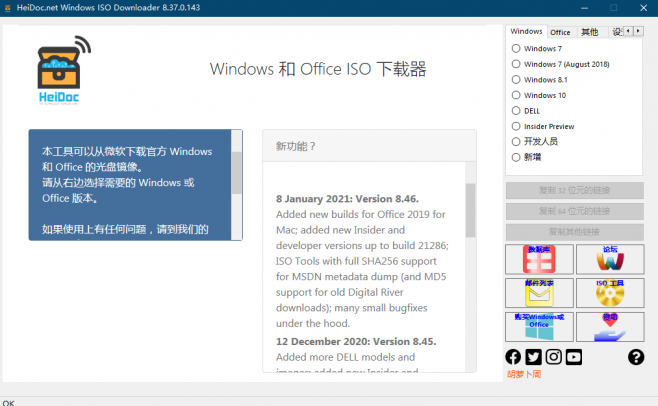 HeiDoc.net Windows ISO Downloader 8.37.0.143
HeiDoc
Windows 和 Office ISO 下载器
本工具可以从微软下载官方 Windows
和 Office 的光盘镜像。
请从右边选择需要的 Windows 或
Office 版本。
如果使用上有任何问题，请到我们的
新功能？
8 January 2021: Version 8.46.
Added new builds for Office 2019 for
Mac; added new Insider and
developer versions up to build 21286;
ISO Tools with full SHA256 support
for MSDN metadata dump (and MD5
support for old Digital River
downloads); many small bugfixes
under the hood.
12 December 2020: Version 8.45.
Added more DELL models and
images; added new Insider and
Windows Office 其他
Windows 7
Windows 7 (August 2018)
Windows 8.1
Windows 10
DELL
Insider Preview
开发人员
新增
复制 32 位元的链接
复制 64 位元的链接
复制其他链接
数据库 论坛
邮件列表 ISO 工具
购买Windows或
Office
胡萝卜周
OK